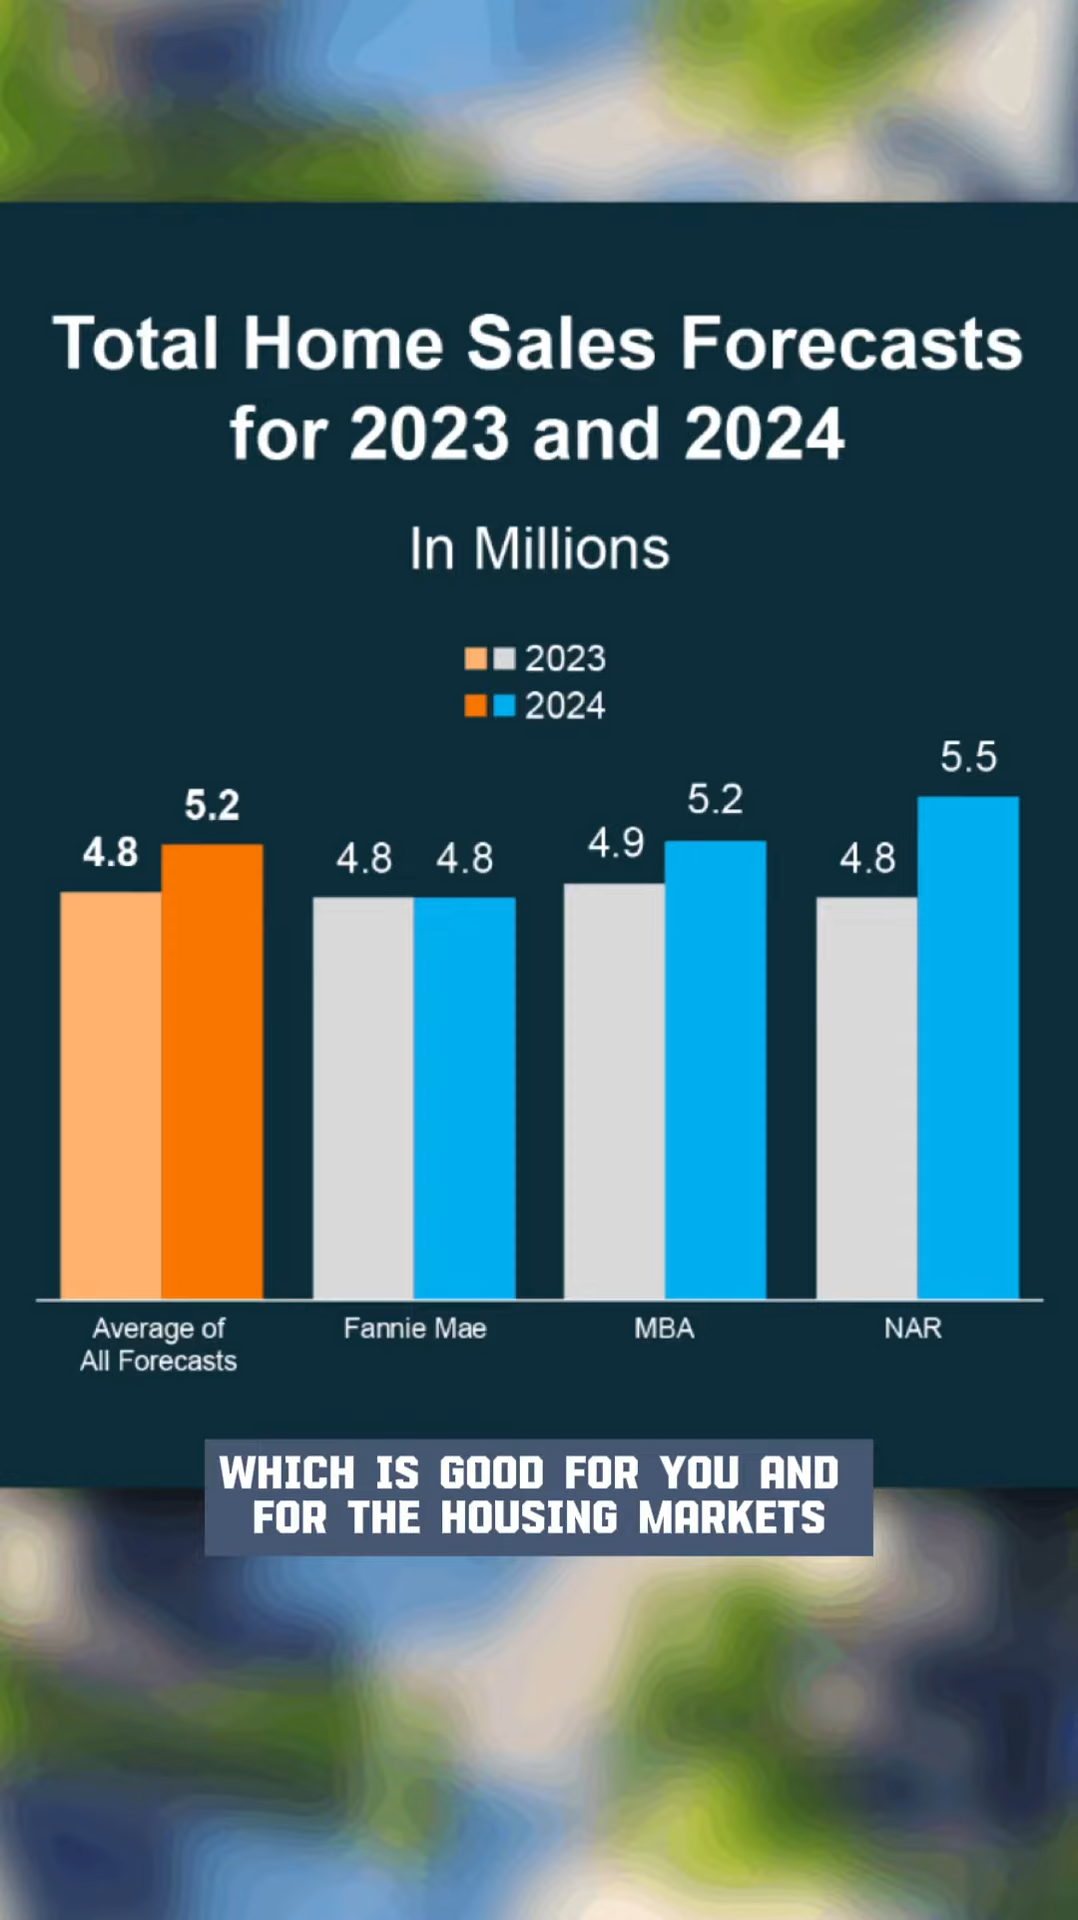 Total Home Sales Forecasts
for 2023 and 2024
In Millions
2023
2024
4.8
5.2
4.8
4.8
4.9
5.2
4.8
5.5
Average of
All Forecasts
Fannie Mae
MBA
NAR
WHICH IS GOOD FOR YOU AND
FOR THE HOUSING MARKETS